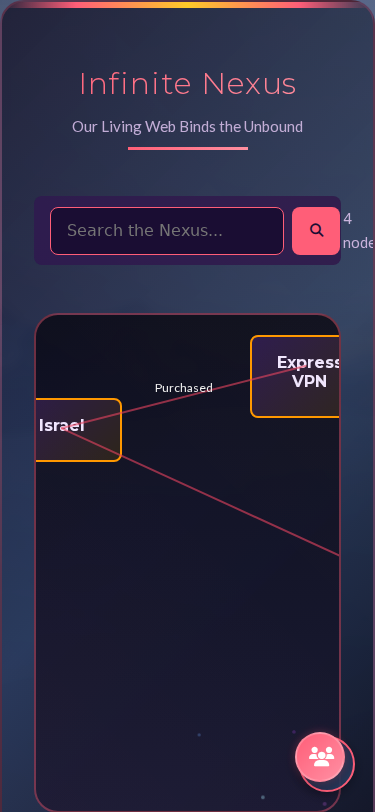 Infinite Nexus
Our Living Web Binds the Unbound
Search the Nexus...
4
node
Express
VPN
Purchased
Israel